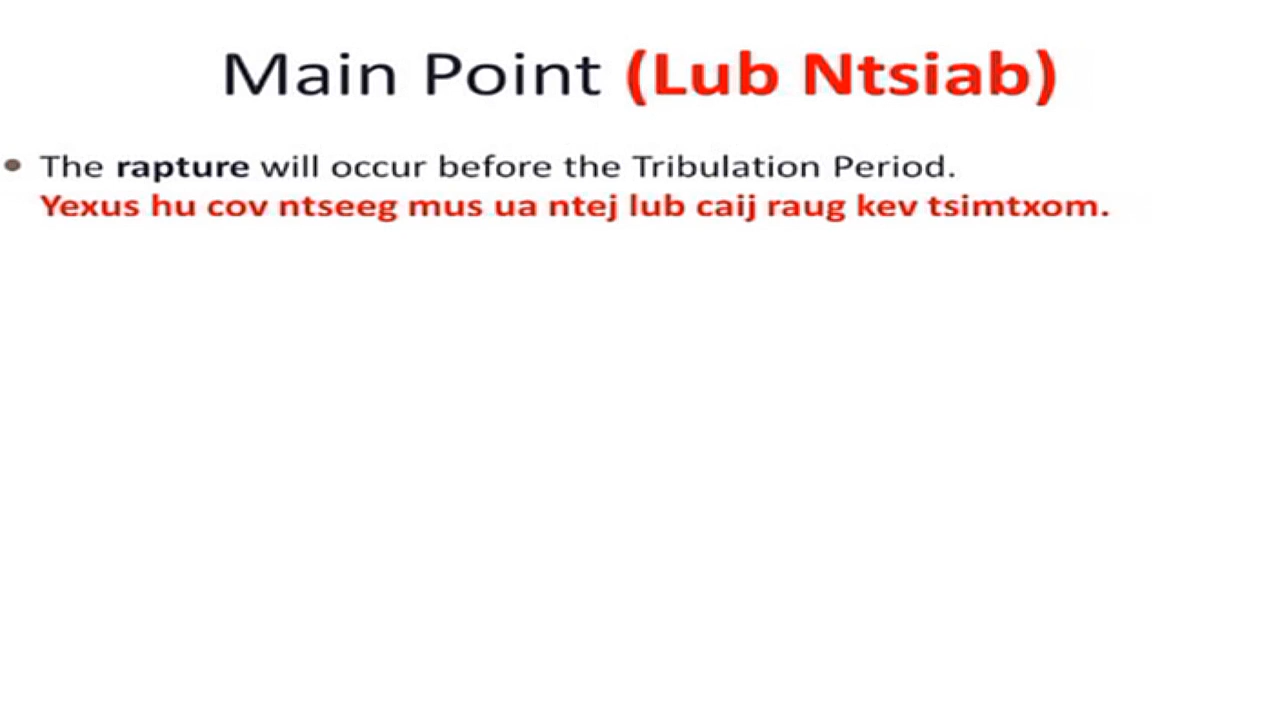 Main Point (Lub Ntsiab)
• The rapture will occur before the Tribulation Period.
Yexus hu cov ntseeg mus ua ntej lub caij raug kev tsimtxom.